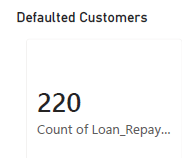 Defaulted Customers
220
Count of Loan_Repay...